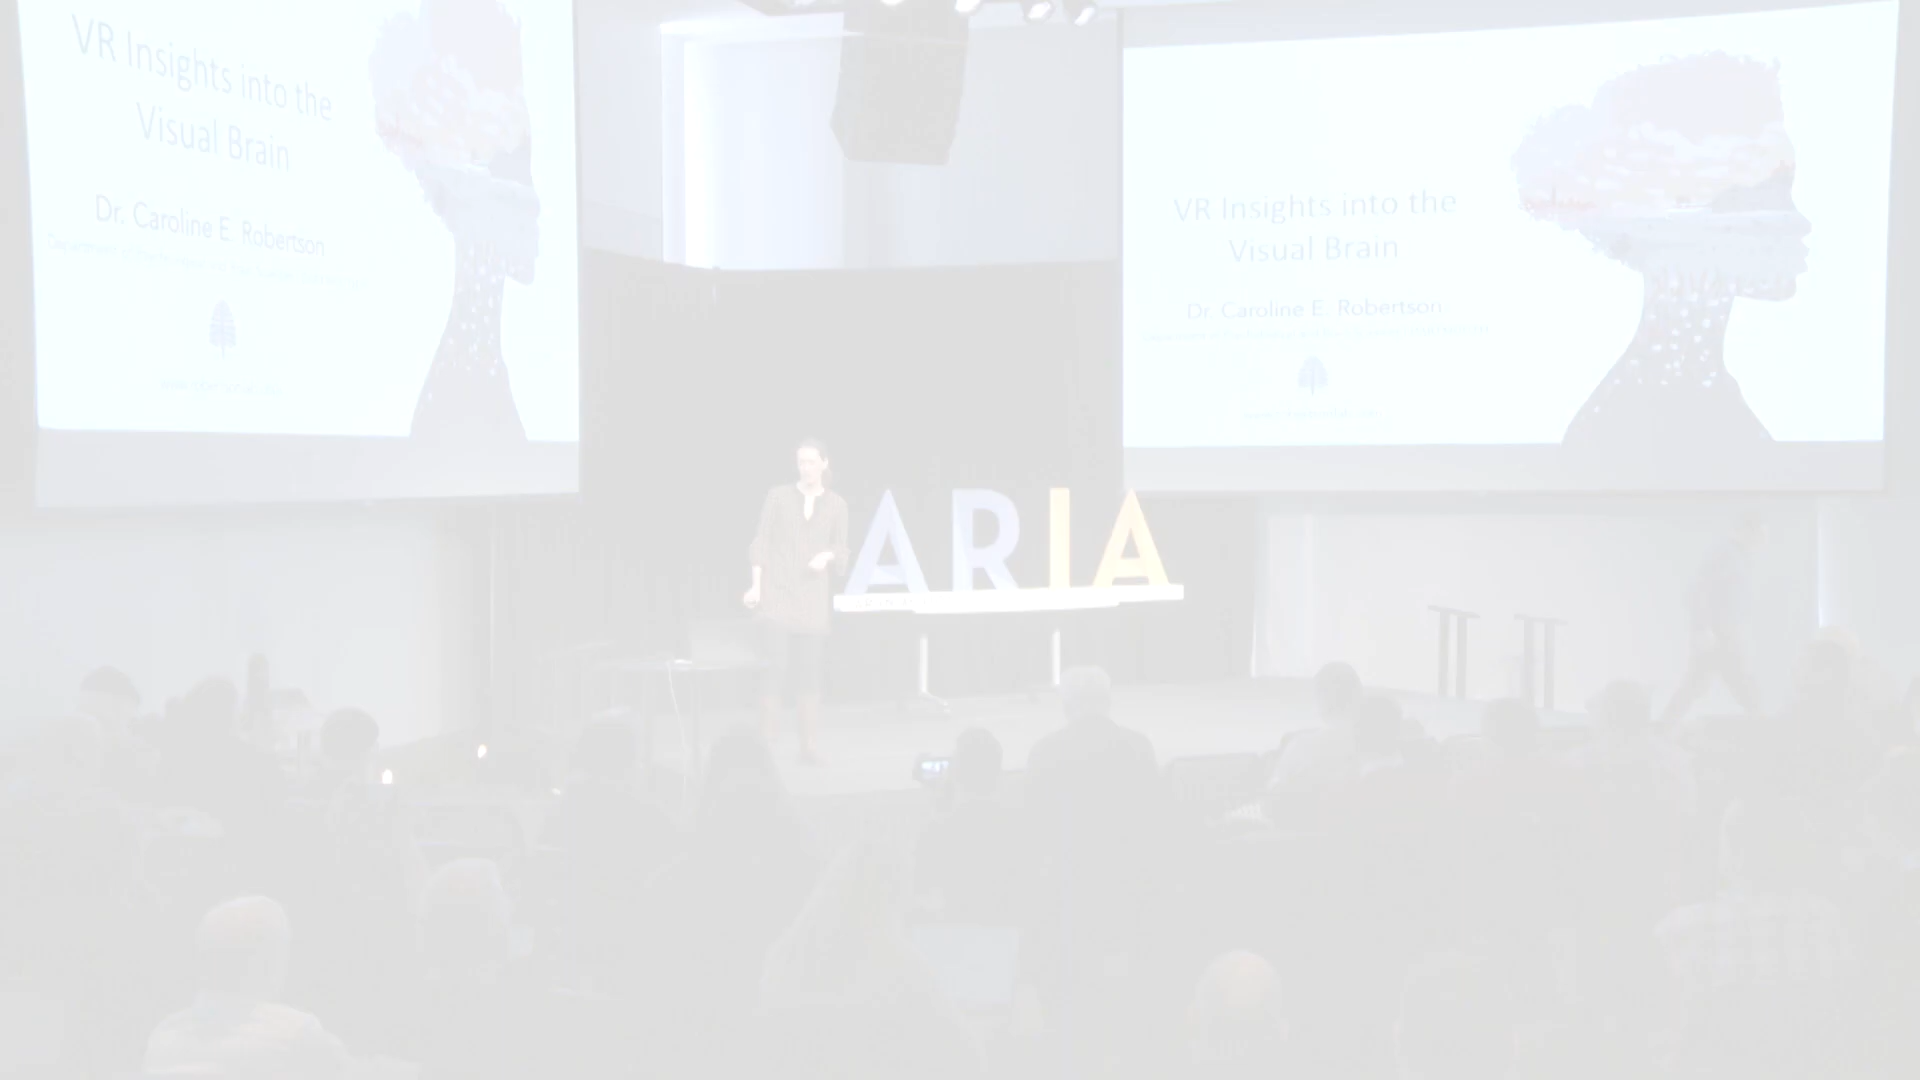 VR Insights into the
Visual Brain
Dr. Caroline E. Robertson
VR Insights into the
Visual Brain
Dr. Caroline E. Robertson
ARIA